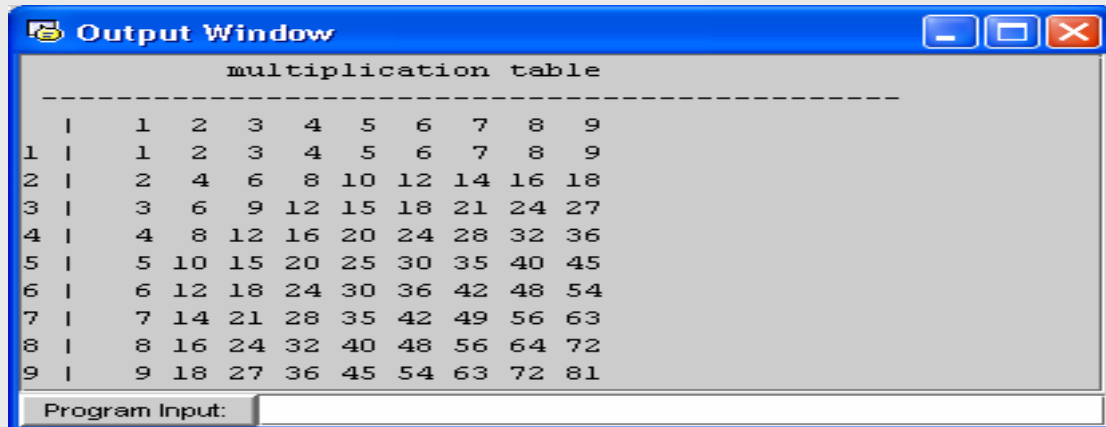 Output Window
multiplication table
-----------------------------------------------
| 1 2 3 4 5 6 7 8 9
1 | 1 2 3 4 5 6 7 8 9
2 | 2 4 6 8 10 12 14 16 18
3 | 3 6 9 12 15 18 21 24 27
4 | 4 8 12 16 20 24 28 32 36
5 | 5 10 15 20 25 30 35 40 45
6 | 6 12 18 24 30 36 42 48 54
7 | 7 14 21 28 35 42 49 56 63
8 | 8 16 24 32 40 48 56 64 72
9 | 9 18 27 36 45 54 63 72 81
Program Input: